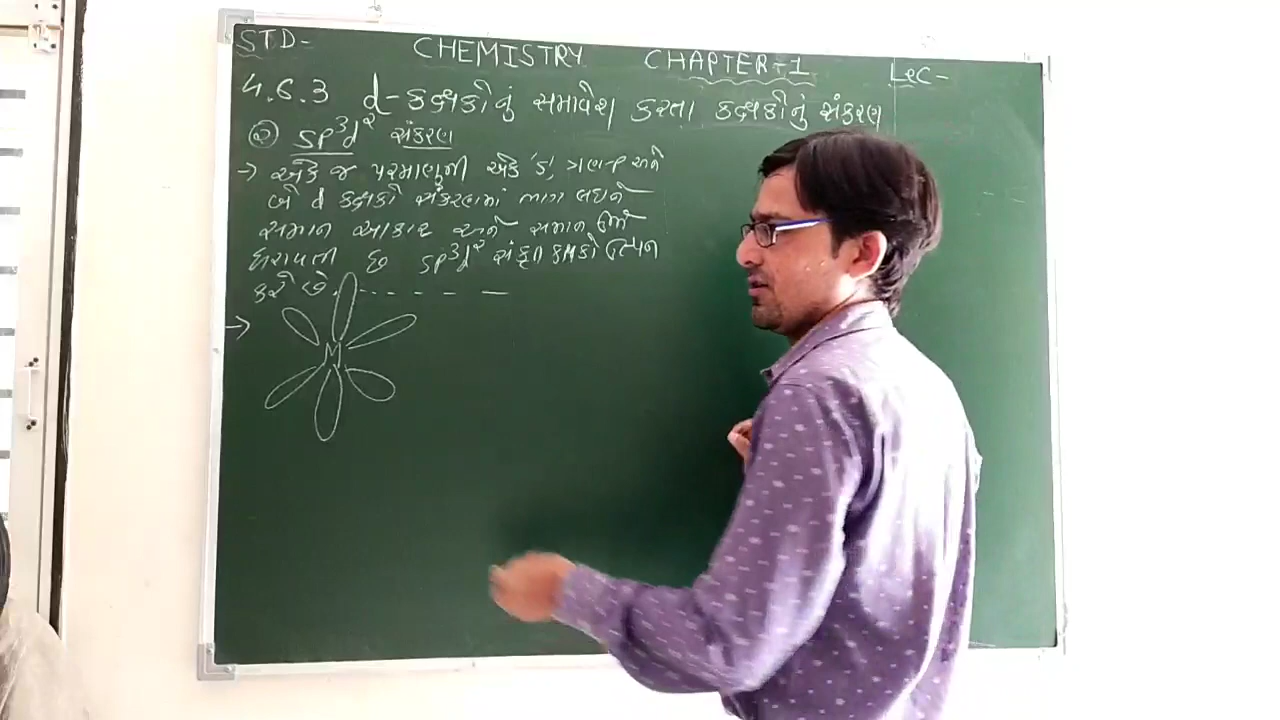 STD- CHEMISTRY CHAPTER-1 Lec-
4.6.3 d-કક્ષકોનું સમાવેશ કરતા કક્ષકોનું સંકરણ
② sp³d² સંકરણ
→ એક જ પરમાણુની એક 's', ત્રણ-p અને
બે d કક્ષકો સંકરણમાં ભાગ લઇને
સમાન આકાર અને સમાન ઊર્જા
ધરાવતી છ sp³d² સંકૃત કક્ષકો ઉત્પન
કરે છે.
→
M